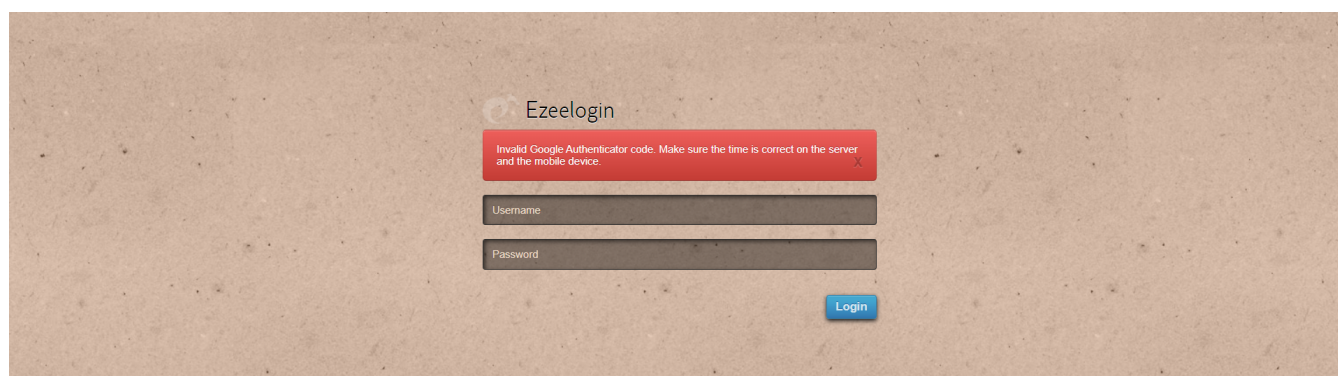 Ezeelogin
Invalid Google Authenticator code. Make sure the time is correct on the server
and the mobile device.
X
Username
Password
Login